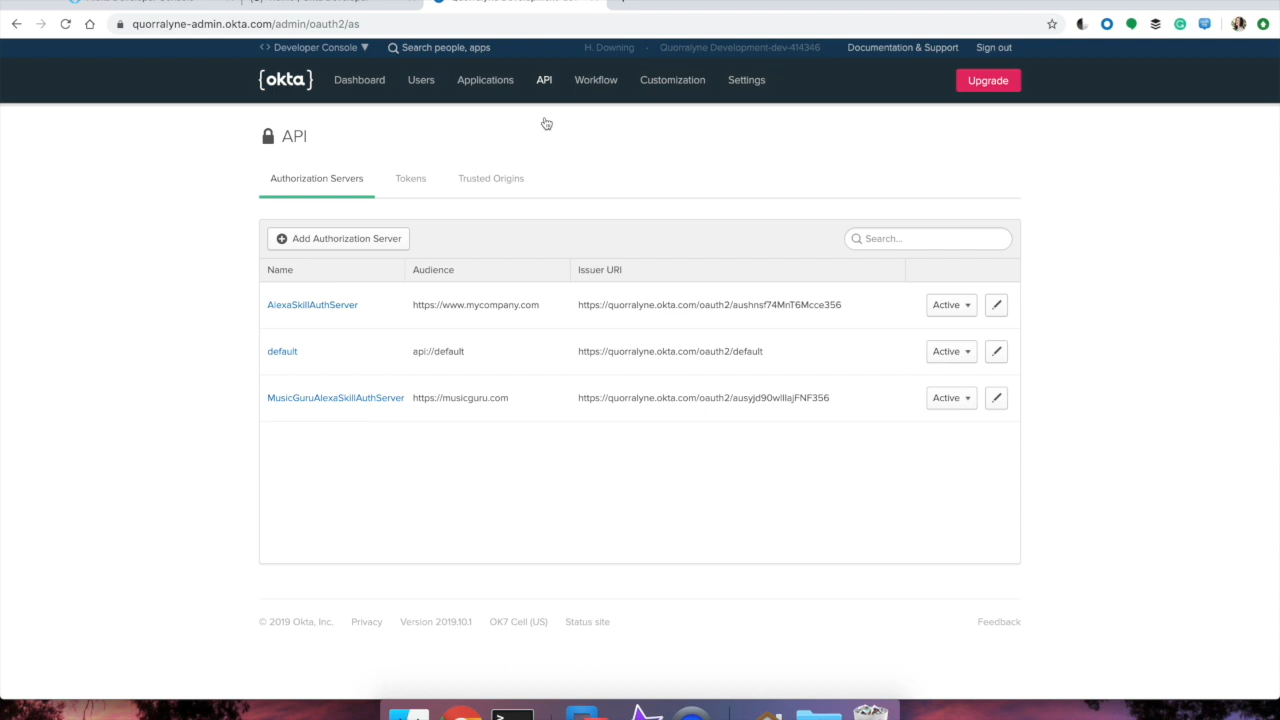 quorralyne-admin.okta.com/admin/oauth2/as
<> Developer Console ▼ Search people, apps H. Downing · Quorralyne Development-dev-414346 Documentation & Support Sign out
{okta} Dashboard Users Applications API Workflow Customization Settings Upgrade
API
Authorization Servers Tokens Trusted Origins
Add Authorization Server Search...
Name Audience Issuer URI
AlexaSkillAuthServer https://www.mycompany.com https://quorralyne.okta.com/oauth2/aushnsf74MnT6Mcce356 Active
default api://default https://quorralyne.okta.com/oauth2/default Active
MusicGuruAlexaSkillAuthServer https://musicguru.com https://quorralyne.okta.com/oauth2/ausyjd90wlIlajFNF356 Active
© 2019 Okta, Inc. Privacy Version 2019.10.1 OK7 Cell (US) Status site Feedback